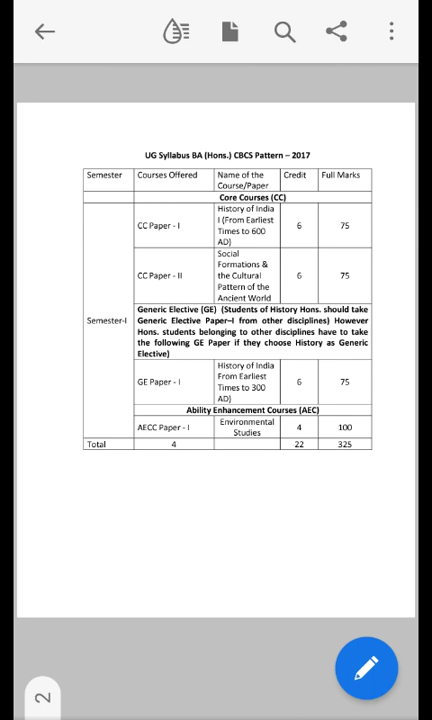 UG Syllabus BA (Hons.) CBCS Pattern – 2017
Semester Courses Offered Name of the Course/Paper Credit Full Marks
Core Courses (CC)
CC Paper - I
History of India
I (From Earliest
Times to 600
AD)
6
75
CC Paper - II
Social
Formations &
the Cultural
Pattern of the
Ancient World
6
75
Semester-I
Generic Elective (GE) (Students of History Hons. should take
Generic Elective Paper–I from other disciplines) However
Hons. students belonging to other disciplines have to take
the following GE Paper if they choose History as Generic
Elective)
GE Paper - I
History of India
From Earliest
Times to 300
AD)
6
75
Ability Enhancement Courses (AEC)
AECC Paper - I
Environmental
Studies
4
100
Total 4 22 325
2